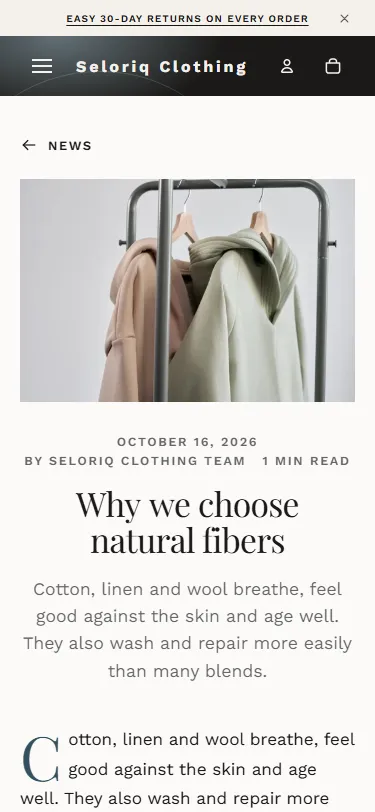 EASY 30-DAY RETURNS ON EVERY ORDER
Seloriq Clothing
NEWS
OCTOBER 16, 2026
BY SELORIQ CLOTHING TEAM 1 MIN READ
Why we choose
natural fibers
Cotton, linen and wool breathe, feel
good against the skin and age well.
They also wash and repair more easily
than many blends.
Cotton, linen and wool breathe, feel
good against the skin and age
well. They also wash and repair more